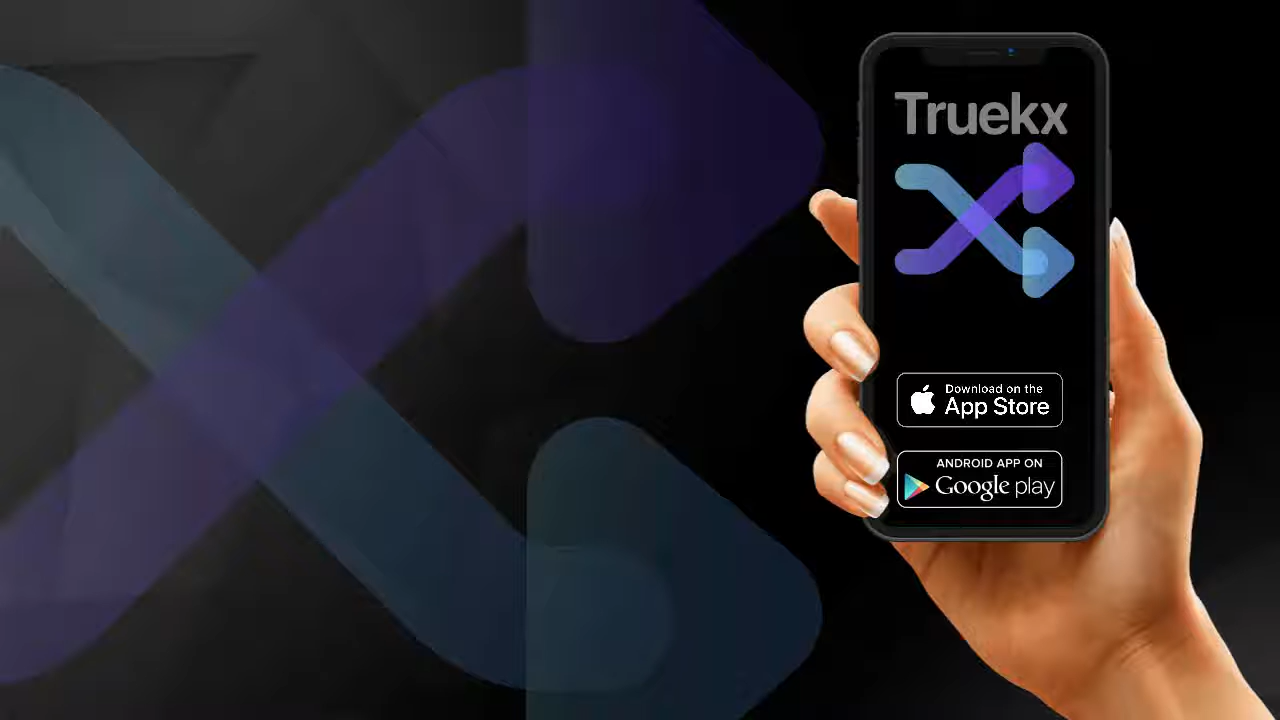 Truekx
Download on the
App Store
ANDROID APP ON
Google play